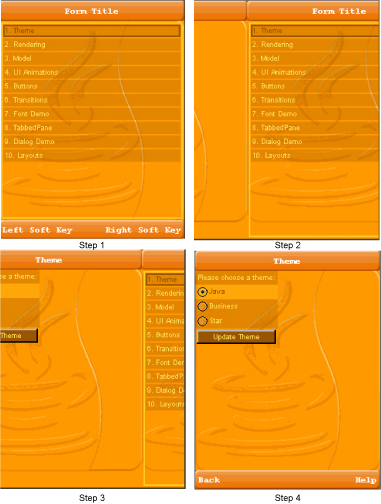 Form Title
1. Theme
2. Rendering
3. Model
4. UI Animations
5. Buttons
6. Transitions
7. Font Demo
8. TabbedPane
9. Dialog Demo
10. Layouts
Left Soft Key Right Soft Key
Step 1
Form Title
1. Theme
2. Rendering
3. Model
4. UI Animations
5. Buttons
6. Transitions
7. Font Demo
8. TabbedPane
9. Dialog Demo
10. Layouts
Step 2
Theme
se a theme:
Theme
1. Theme
2. Renderin
3. Model
4. UI Anima
5. Buttons
6. Transition
7. Font Der
8. TabbedP
9. Dialog D
10. Layouts
Step 3
Theme
Please choose a theme:
Java
Business
Star
Update Theme
Back Help
Step 4